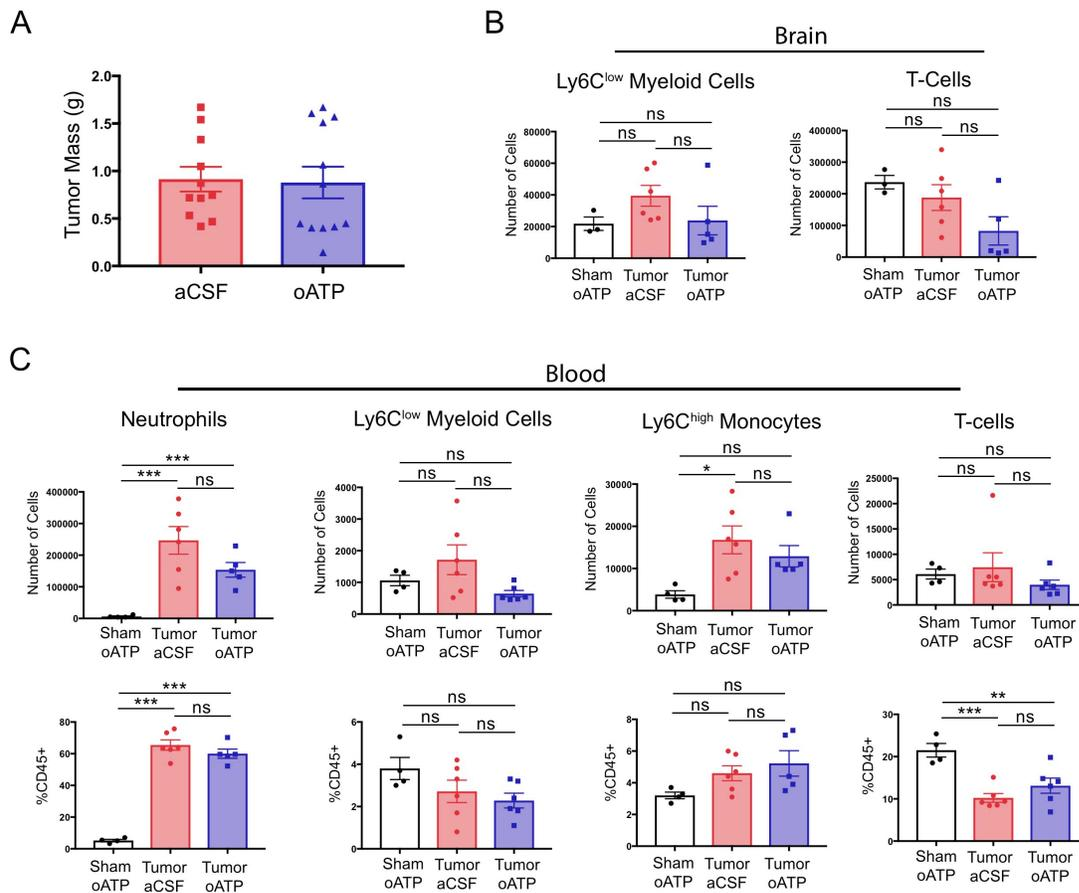 A
Tumor Mass (g)
2.0
1.5
1.0
0.5
0.0
aCSF
oATP
B
Brain
Ly6Clow Myeloid Cells
ns
ns
ns
Number of Cells
80000
60000
40000
20000
0
Sham oATP
Tumor aCSF
Tumor oATP
T-Cells
ns
ns
ns
Number of Cells
400000
300000
200000
100000
0
Sham oATP
Tumor aCSF
Tumor oATP
C
Blood
Neutrophils
***
***
ns
Number of Cells
400000
300000
200000
100000
0
Sham oATP
Tumor aCSF
Tumor oATP
Ly6Clow Myeloid Cells
ns
ns
ns
Number of Cells
4000
3000
2000
1000
0
Sham oATP
Tumor aCSF
Tumor oATP
Ly6Chigh Monocytes
ns
*
ns
Number of Cells
30000
20000
10000
0
Sham oATP
Tumor aCSF
Tumor oATP
T-cells
ns
ns
ns
Number of Cells
25000
20000
15000
10000
5000
0
Sham oATP
Tumor aCSF
Tumor oATP
***
***
ns
%CD45+
80
60
40
20
0
Sham oATP
Tumor aCSF
Tumor oATP
ns
ns
ns
%CD45+
6
4
2
0
Sham oATP
Tumor aCSF
Tumor oATP
ns
ns
ns
%CD45+
8
6
4
2
0
Sham oATP
Tumor aCSF
Tumor oATP
**
***
ns
%CD45+
30
20
10
0
Sham oATP
Tumor aCSF
Tumor oATP